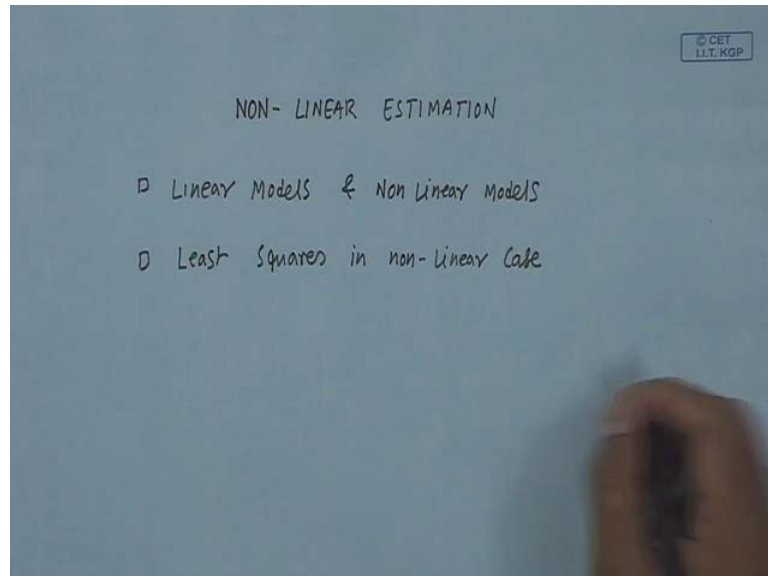 © CET
I.I.T. KGP
NON-LINEAR ESTIMATION
Linear Models & Non Linear models
Least Squares in non-linear Case